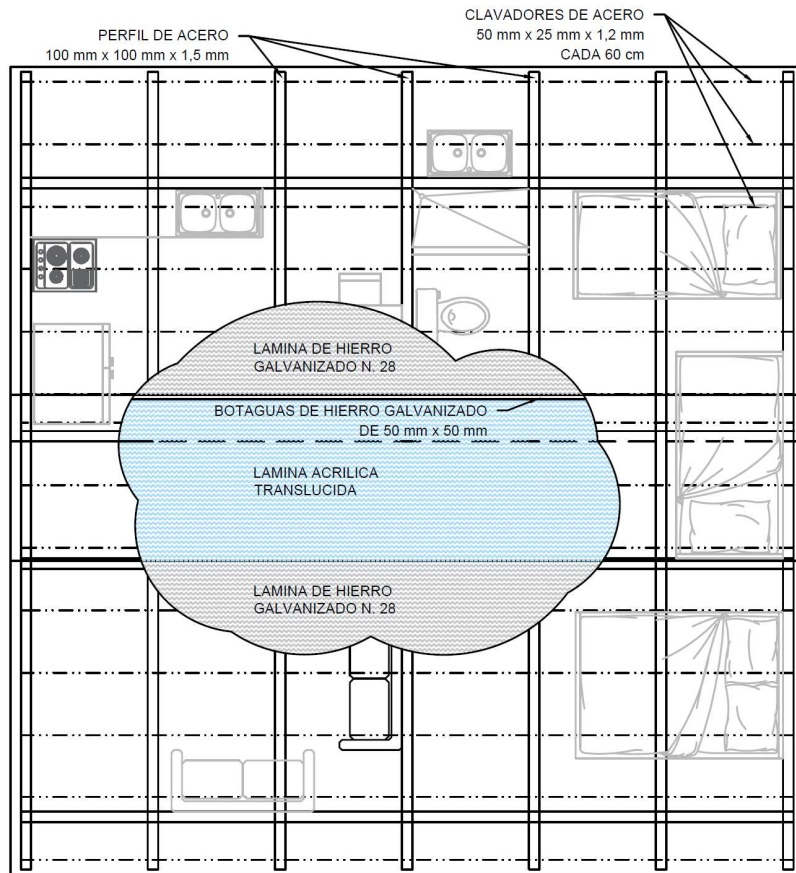 PERFIL DE ACERO
100 mm x 100 mm x 1,5 mm
CLAVADORES DE ACERO
50 mm x 25 mm x 1,2 mm
CADA 60 cm
LAMINA DE HIERRO
GALVANIZADO N. 28
BOTAGUAS DE HIERRO GALVANIZADO
DE 50 mm x 50 mm
LAMINA ACRILICA
TRANSLUCIDA
LAMINA DE HIERRO
GALVANIZADO N. 28